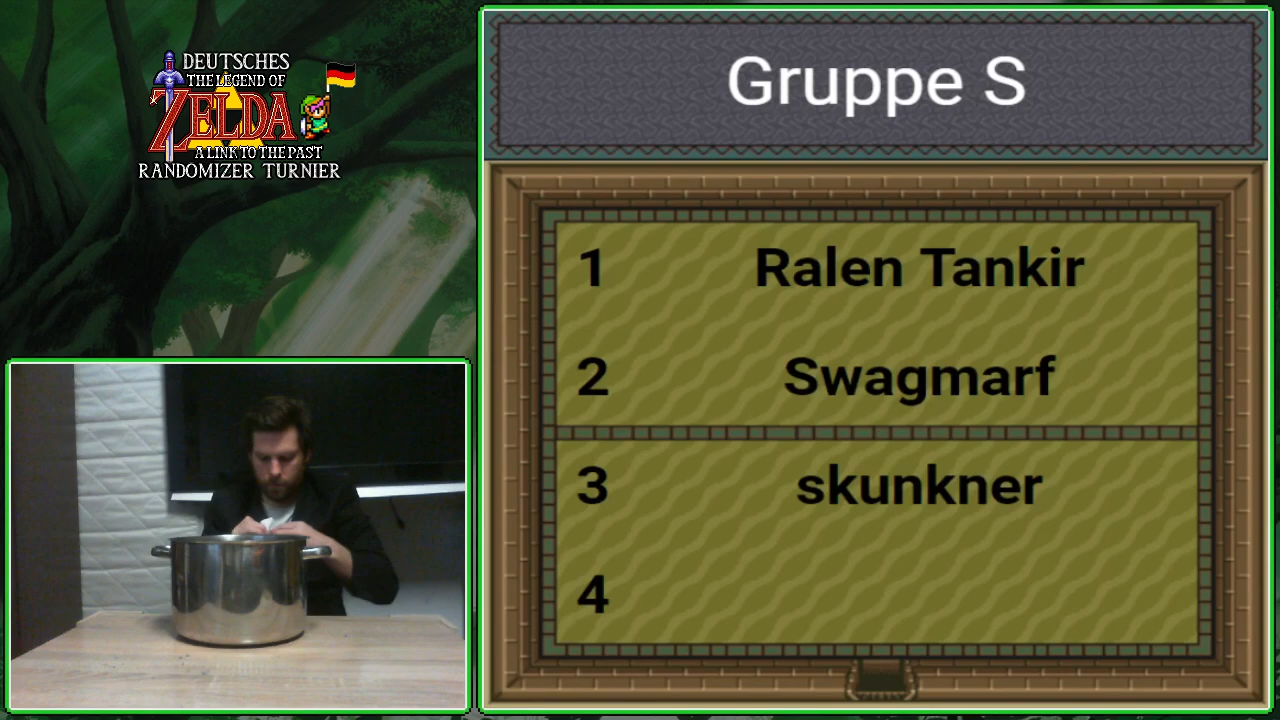 DEUTSCHES
THE LEGEND OF
ZELDA
A LINK TO THE PAST
RANDOMIZER TURNIER
Gruppe S
1 Ralen Tankir
2 Swagmarf
3 skunkner
4